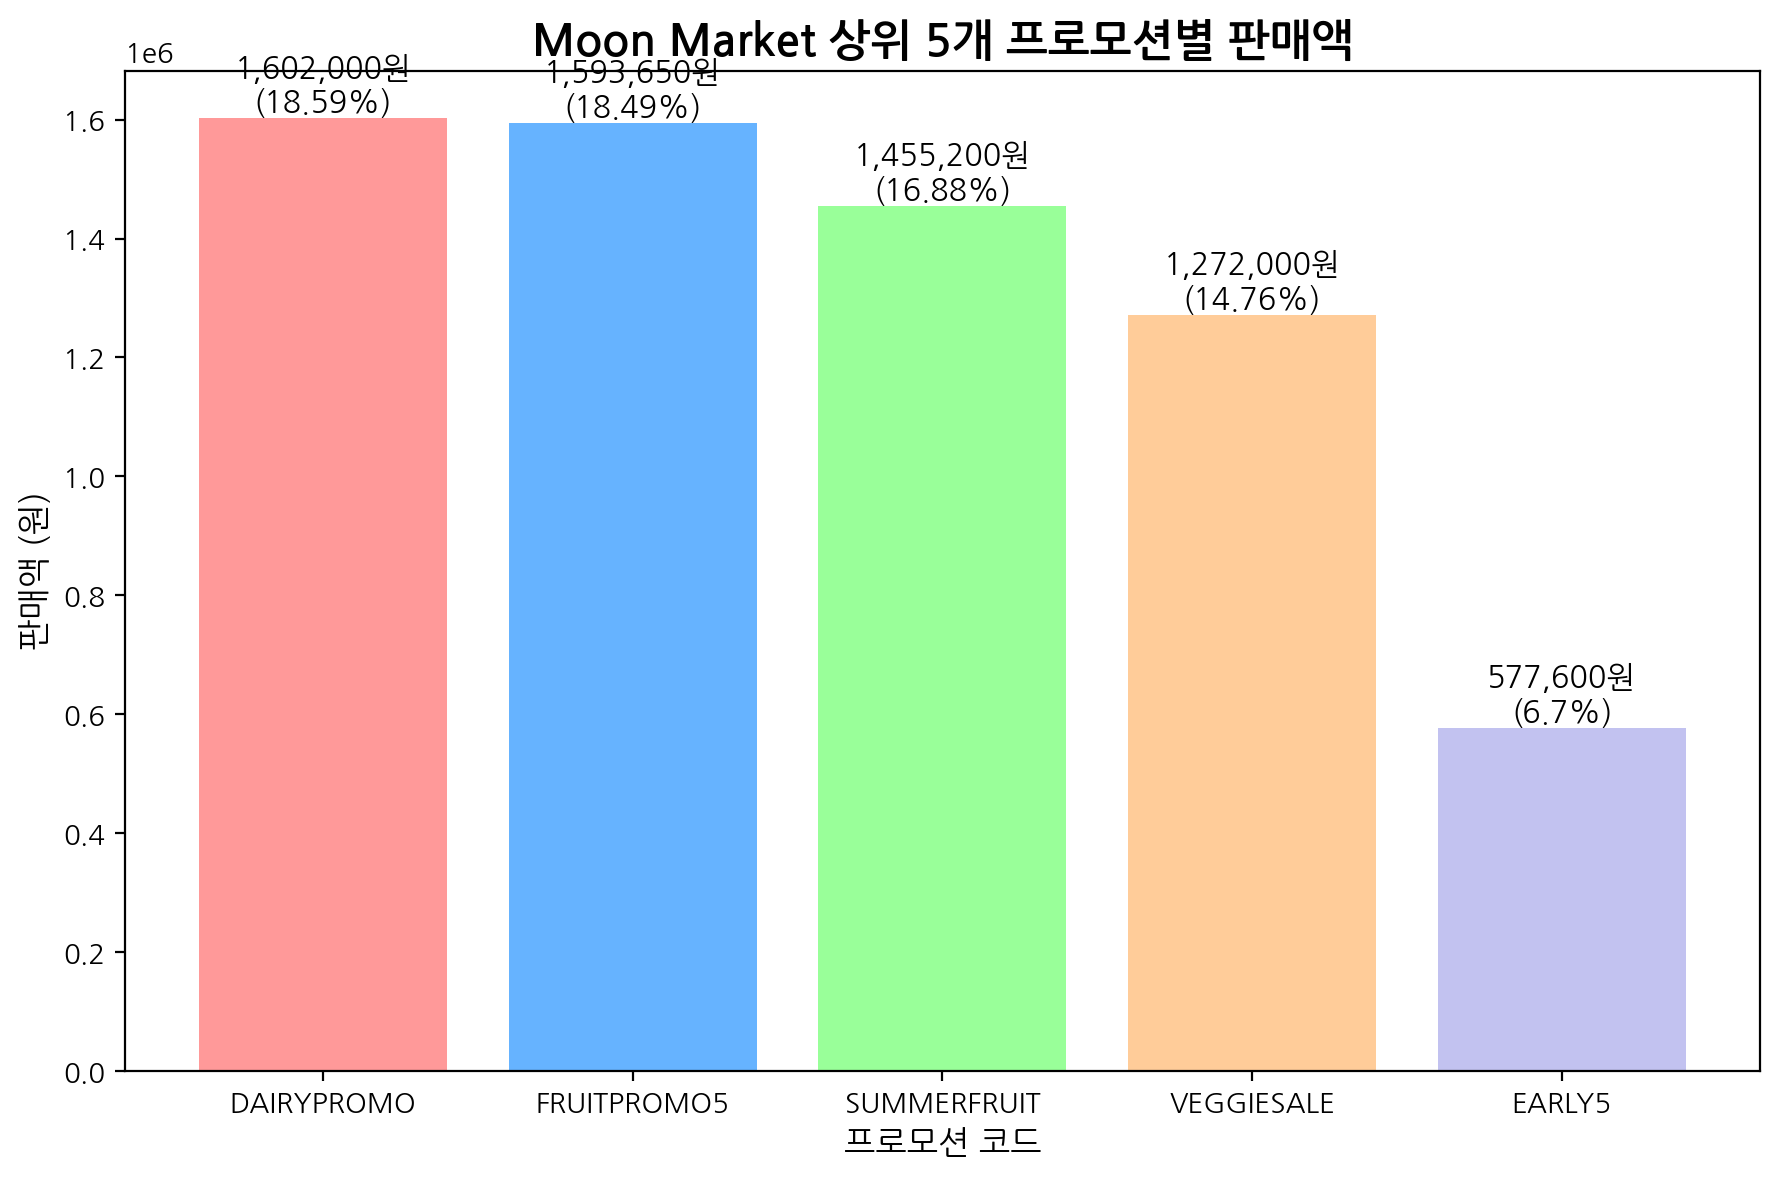 Moon Market 상위 5개 프로모션별 판매액
1e6
1,602,000원
(18.59%)
1,593,650원
(18.49%)
1,455,200원
(16.88%)
1,272,000원
(14.76%)
577,600원
(6.7%)
1.6
1.4
1.2
1.0
0.8
0.6
0.4
0.2
0.0
판매액 (원)
DAIRYPROMO
FRUITPROMO5
SUMMERFRUIT
VEGGIESALE
EARLY5
프로모션 코드